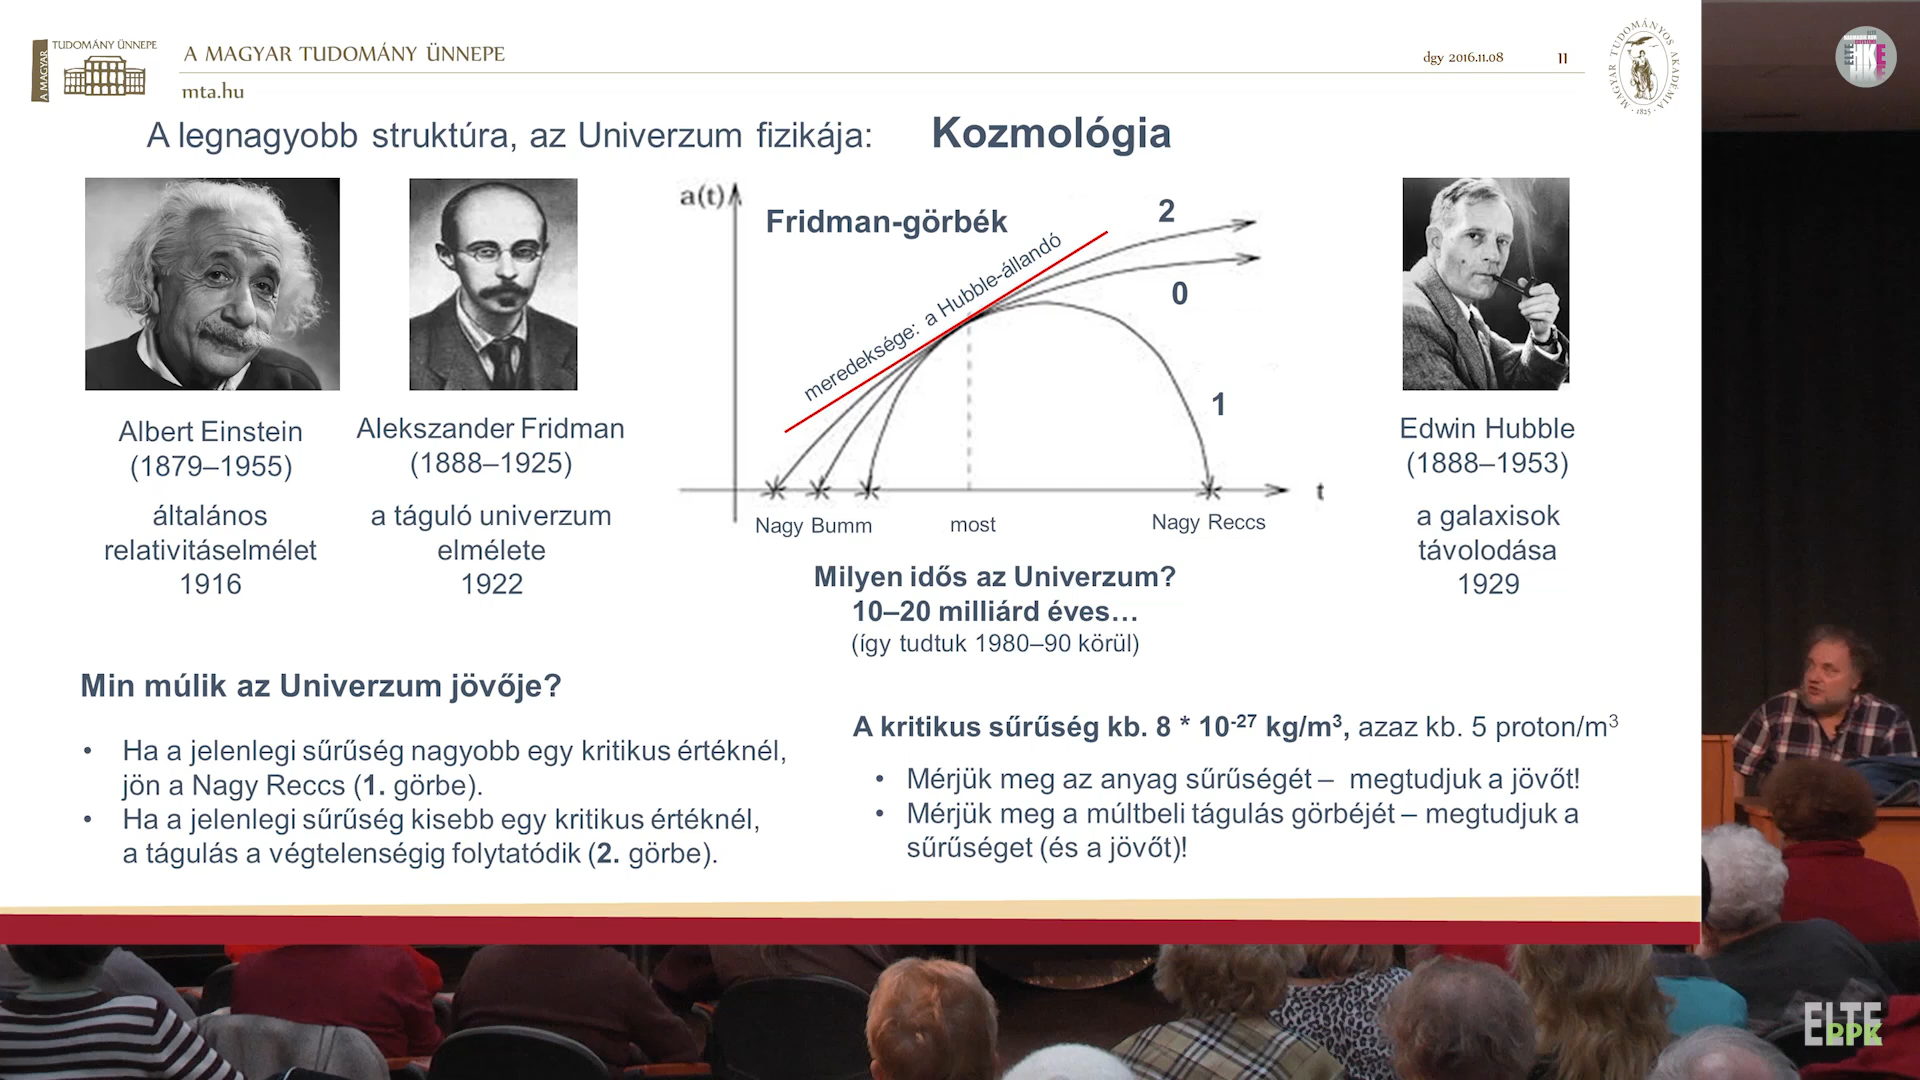 A MAGYAR
TUDOMÁNY ÜNNEPE
A MAGYAR TUDOMÁNY ÜNNEPE
mta.hu
dgy 2016.11.08
11
MAGYAR TUDOMÁNYOS AKADÉMIA
1825
A legnagyobb struktúra, az Univerzum fizikája: Kozmológia
a(t)
Fridman-görbék
meredeksége: a Hubble-állandó
2
0
1
t
Nagy Bumm
most
Nagy Reccs
Albert Einstein
(1879–1955)
általános
relativitáselmélet
1916
Alekszander Fridman
(1888–1925)
a táguló univerzum
elmélete
1922
Edwin Hubble
(1888–1953)
a galaxisok
távolodása
1929
Milyen idős az Univerzum?
10–20 milliárd éves…
(így tudtuk 1980–90 körül)
Min múlik az Univerzum jövője?
• Ha a jelenlegi sűrűség nagyobb egy kritikus értéknél,
jön a Nagy Reccs (1. görbe).
• Ha a jelenlegi sűrűség kisebb egy kritikus értéknél,
a tágulás a végtelenségig folytatódik (2. görbe).
A kritikus sűrűség kb. 8 * 10⁻²⁷ kg/m³, azaz kb. 5 proton/m³
• Mérjük meg az anyag sűrűségét – megtudjuk a jövőt!
• Mérjük meg a múltbeli tágulás görbéjét – megtudjuk a
sűrűséget (és a jövőt)!
ELTE
ELTE
PPK